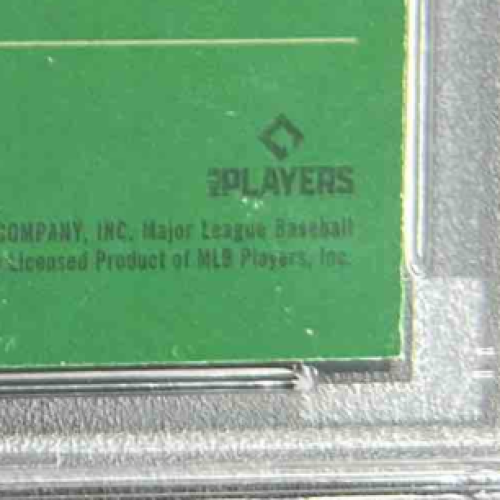 PLAYERS
COMPANY, INC. Major League Baseball
Licensed Product of MLB Players, Inc.